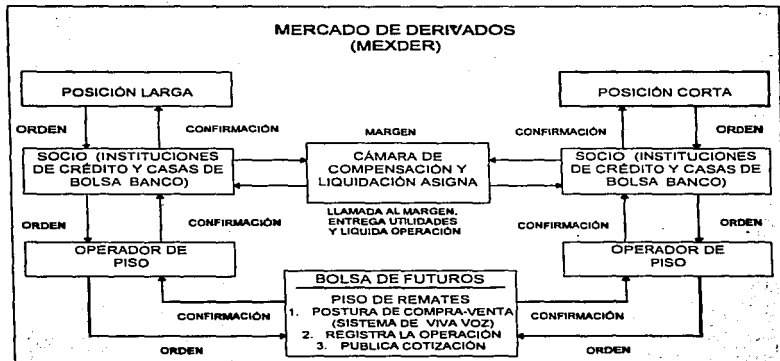 MERCADO DE DERIVADOS
(MEXDER)
POSICIÓN LARGA
POSICIÓN CORTA
ORDEN
CONFIRMACIÓN
MARGEN
CONFIRMACIÓN
ORDEN
SOCIO (INSTITUCIONES
DE CRÉDITO Y CASAS DE
BOLSA BANCO)
CÁMARA DE
COMPENSACIÓN Y
LIQUIDACIÓN ASIGNA
SOCIO (INSTITUCIONES
DE CRÉDITO Y CASAS DE
BOLSA BANCO)
LLAMADA AL MARGEN,
ENTREGA UTILIDADES
Y LIQUIDA OPERACIÓN
ORDEN
CONFIRMACIÓN
CONFIRMACIÓN
ORDEN
OPERADOR DE
PISO
OPERADOR DE
PISO
BOLSA DE FUTUROS
PISO DE REMATES
1. POSTURA DE COMPRA-VENTA
(SISTEMA DE VIVA VOZ)
2. REGISTRA LA OPERACIÓN
3. PUBLICA COTIZACIÓN
CONFIRMACIÓN
CONFIRMACIÓN
ORDEN
ORDEN